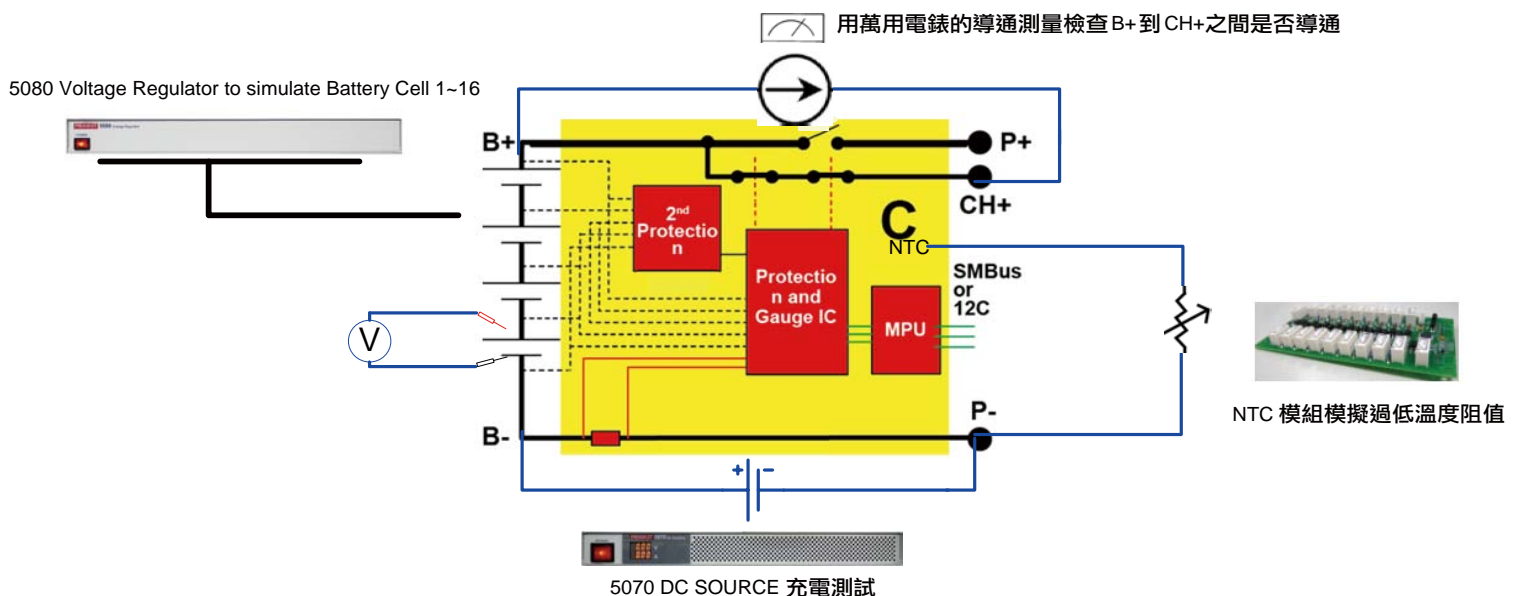 用萬用電錶的導通測量檢查B+到CH+之間是否導通
5080 Voltage Regulator to simulate Battery Cell 1~16
B+
P+
CH+
2nd
Protectio
n
C
NTC
Protectio
n and
Gauge IC
SMBus
or
12C
MPU
V
NTC 模組模擬過低溫度阻值
P-
B-
+
-
5070 DC SOURCE 充電測試